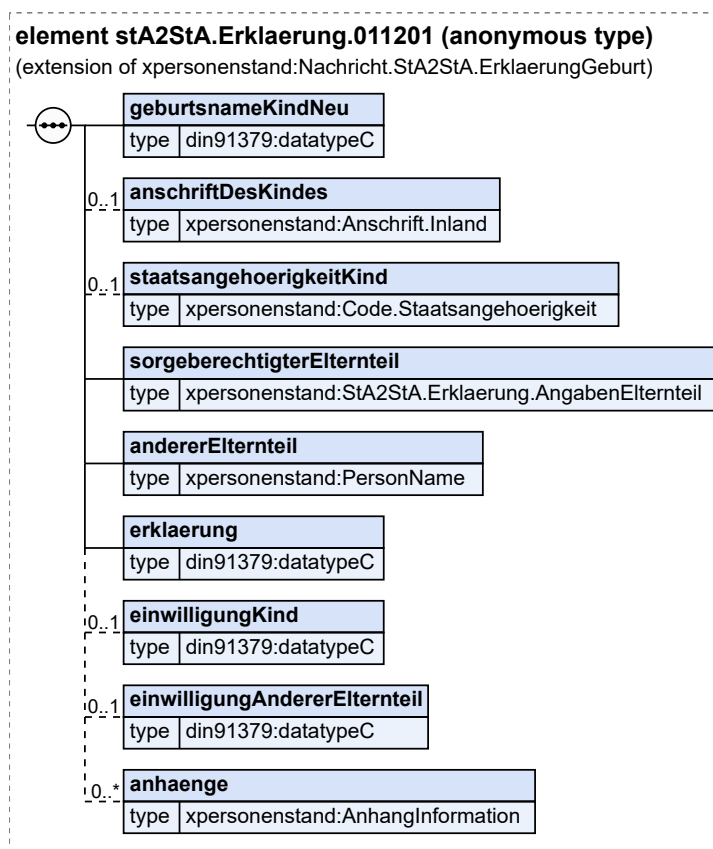 element stA2StA.Erklaerung.011201 (anonymous type)
(extension of xpersonenstand:Nachricht.StA2StA.ErklaerungGeburt)
geburtsnameKindNeu
type din91379:datatypeC
0..1 anschriftDesKindes
type xpersonenstand:Anschrift.Inland
0..1 staatsangehoerigkeitKind
type xpersonenstand:Code.Staatsangehoerigkeit
sorgeberechtigterElternteil
type xpersonenstand:StA2StA.Erklaerung.AngabenElternteil
andererElternteil
type xpersonenstand:PersonName
erklaerung
type din91379:datatypeC
0..1 einwilligungKind
type din91379:datatypeC
0..1 einwilligungAndererElternteil
type din91379:datatypeC
0..* anhaenge
type xpersonenstand:AnhangInformation